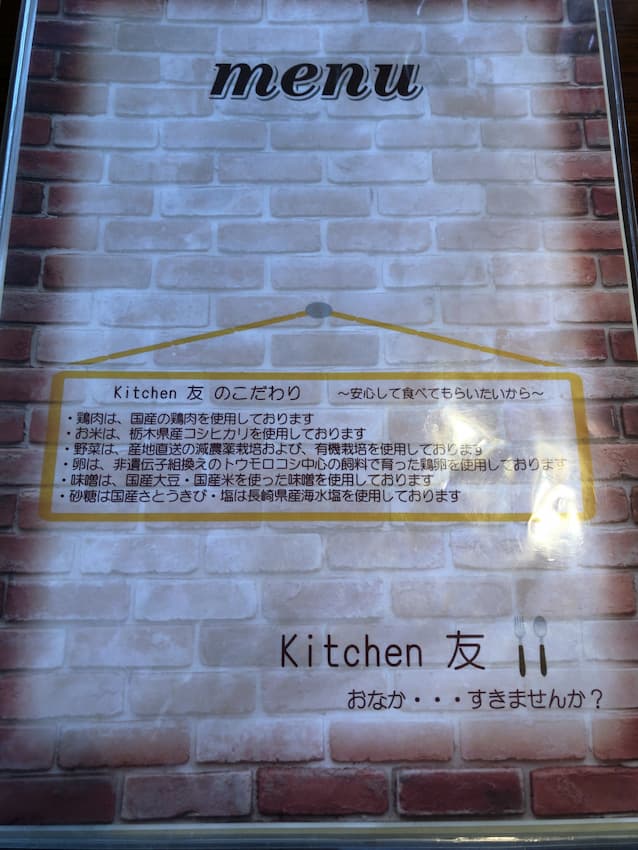 menu
Kitchen 友 のこだわり ～安心して食べてもらいたいから～
・鶏肉は、国産の鶏肉を使用しております
・お米は、栃木県産コシヒカリを使用しております
・野菜は、産地直送の減農薬栽培および、有機栽培を使用しております
・卵は、非遺伝子組換えのトウモロコシ中心の飼料で育った鶏卵を使用しております
・味噌は、国産大豆・国産米を使った味噌を使用しております
・砂糖は国産さとうきび・塩は長崎県産海水塩を使用しております
Kitchen 友
おなか・・・すきませんか？